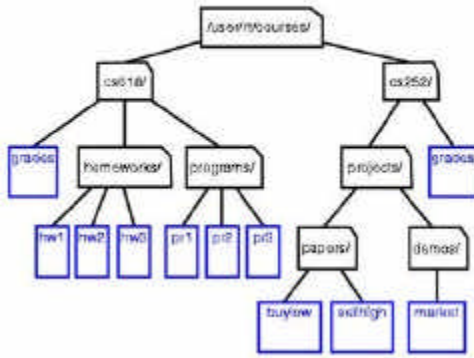 /user/rt/courses/
cs016/ cs252/
grades homeworks/ programs/ projects/ grades
hw1 hw2 hw3 pr1 pr2 pr3 papers/ demos/
buylow sellhigh market